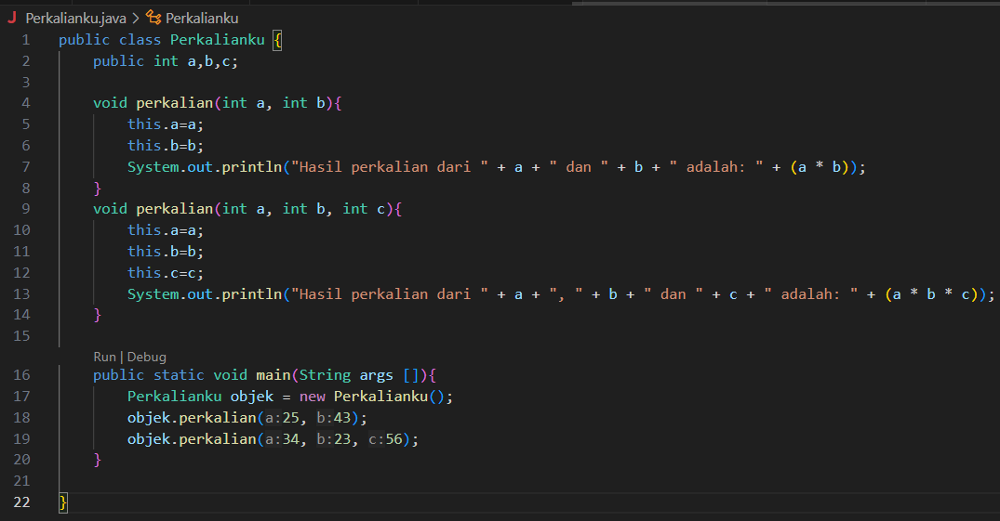 J Perkalianku.java > Perkalianku
1 public class Perkalianku {
2 public int a,b,c;
3
4 void perkalian(int a, int b){
5 this.a=a;
6 this.b=b;
7 System.out.println("Hasil perkalian dari " + a + " dan " + b + " adalah: " + (a * b));
8 }
9 void perkalian(int a, int b, int c){
10 this.a=a;
11 this.b=b;
12 this.c=c;
13 System.out.println("Hasil perkalian dari " + a + ", " + b + " dan " + c + " adalah: " + (a * b * c));
14 }
15
Run | Debug
16 public static void main(String args []){
17 Perkalianku objek = new Perkalianku();
18 objek.perkalian(a:25, b:43);
19 objek.perkalian(a:34, b:23, c:56);
20 }
21
22 }